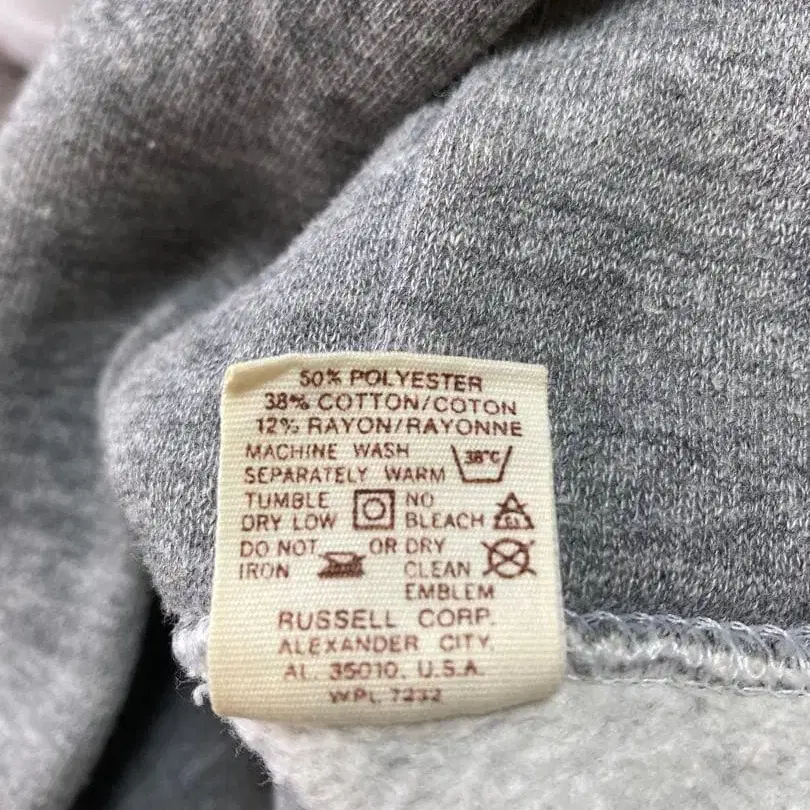 50% POLYESTER
38% COTTON/COTON
12% RAYON/RAYONNE
MACHINE WASH
SEPARATELY WARM
38°C
TUMBLE
DRY LOW
NO
BLEACH
CL
DO NOT
IRON
OR DRY
CLEAN
EMBLEM
RUSSELL CORP.
ALEXANDER CITY,
AL. 35010, U.S.A.
WPL 7232